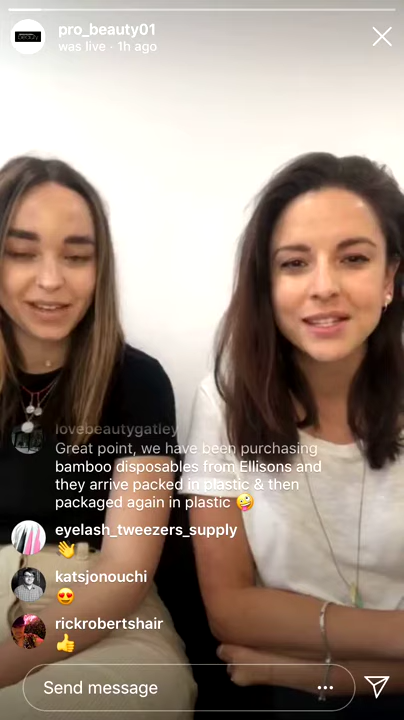 pro_beauty01
was live · 1h ago
lovebeautygatley
Great point, we have been purchasing
bamboo disposables from Ellisons and
they arrive packed in plastic & then
packaged again in plastic 🤪
eyelash_tweezers_supply
👋
katsjonouchi
😍
rickrobertshair
👍
Send message